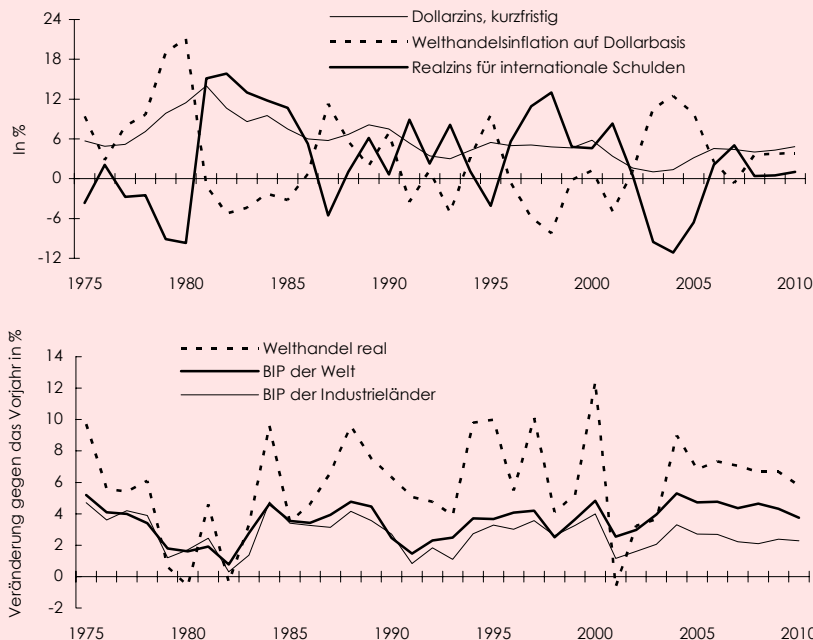 24
18
12
6
0
-6
-12
In %
Dollarzins, kurzfristig
Welthandelsinflation auf Dollarbasis
Realzins für internationale Schulden
1975 1980 1985 1990 1995 2000 2005 2010
14
12
10
8
6
4
2
0
-2
Veränderung gegen das Vorjahr in %
Welthandel real
BIP der Welt
BIP der Industrieländer
1975 1980 1985 1990 1995 2000 2005 2010